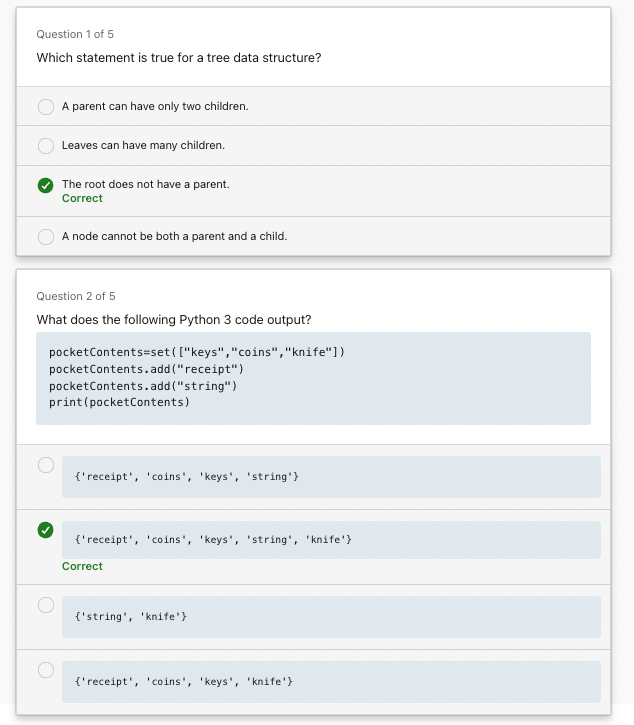 Question 1 of 5
Which statement is true for a tree data structure?
A parent can have only two children.
Leaves can have many children.
The root does not have a parent.
Correct
A node cannot be both a parent and a child.
Question 2 of 5
What does the following Python 3 code output?
pocketContents=set(["keys","coins","knife"])
pocketContents.add("receipt")
pocketContents.add("string")
print(pocketContents)
{'receipt', 'coins', 'keys', 'string'}
{'receipt', 'coins', 'keys', 'string', 'knife'}
Correct
{'string', 'knife'}
{'receipt', 'coins', 'keys', 'knife'}